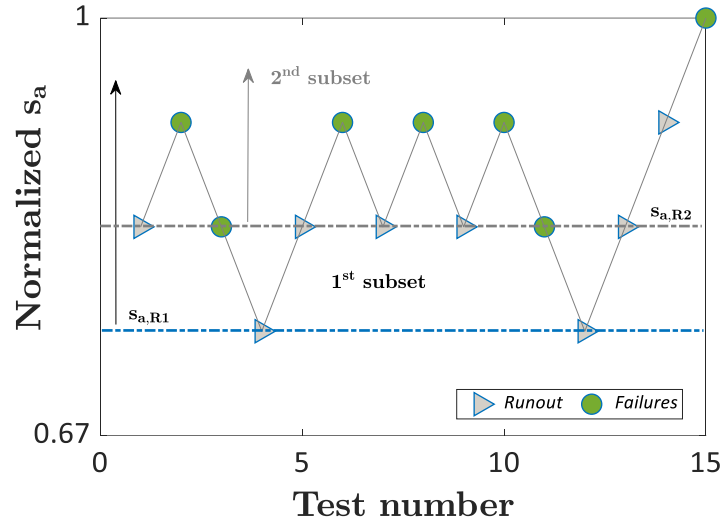 1
2nd subset
Normalized sa
sa,R2
1st subset
sa,R1
Runout
Failures
0.67
0
5
10
15
Test number